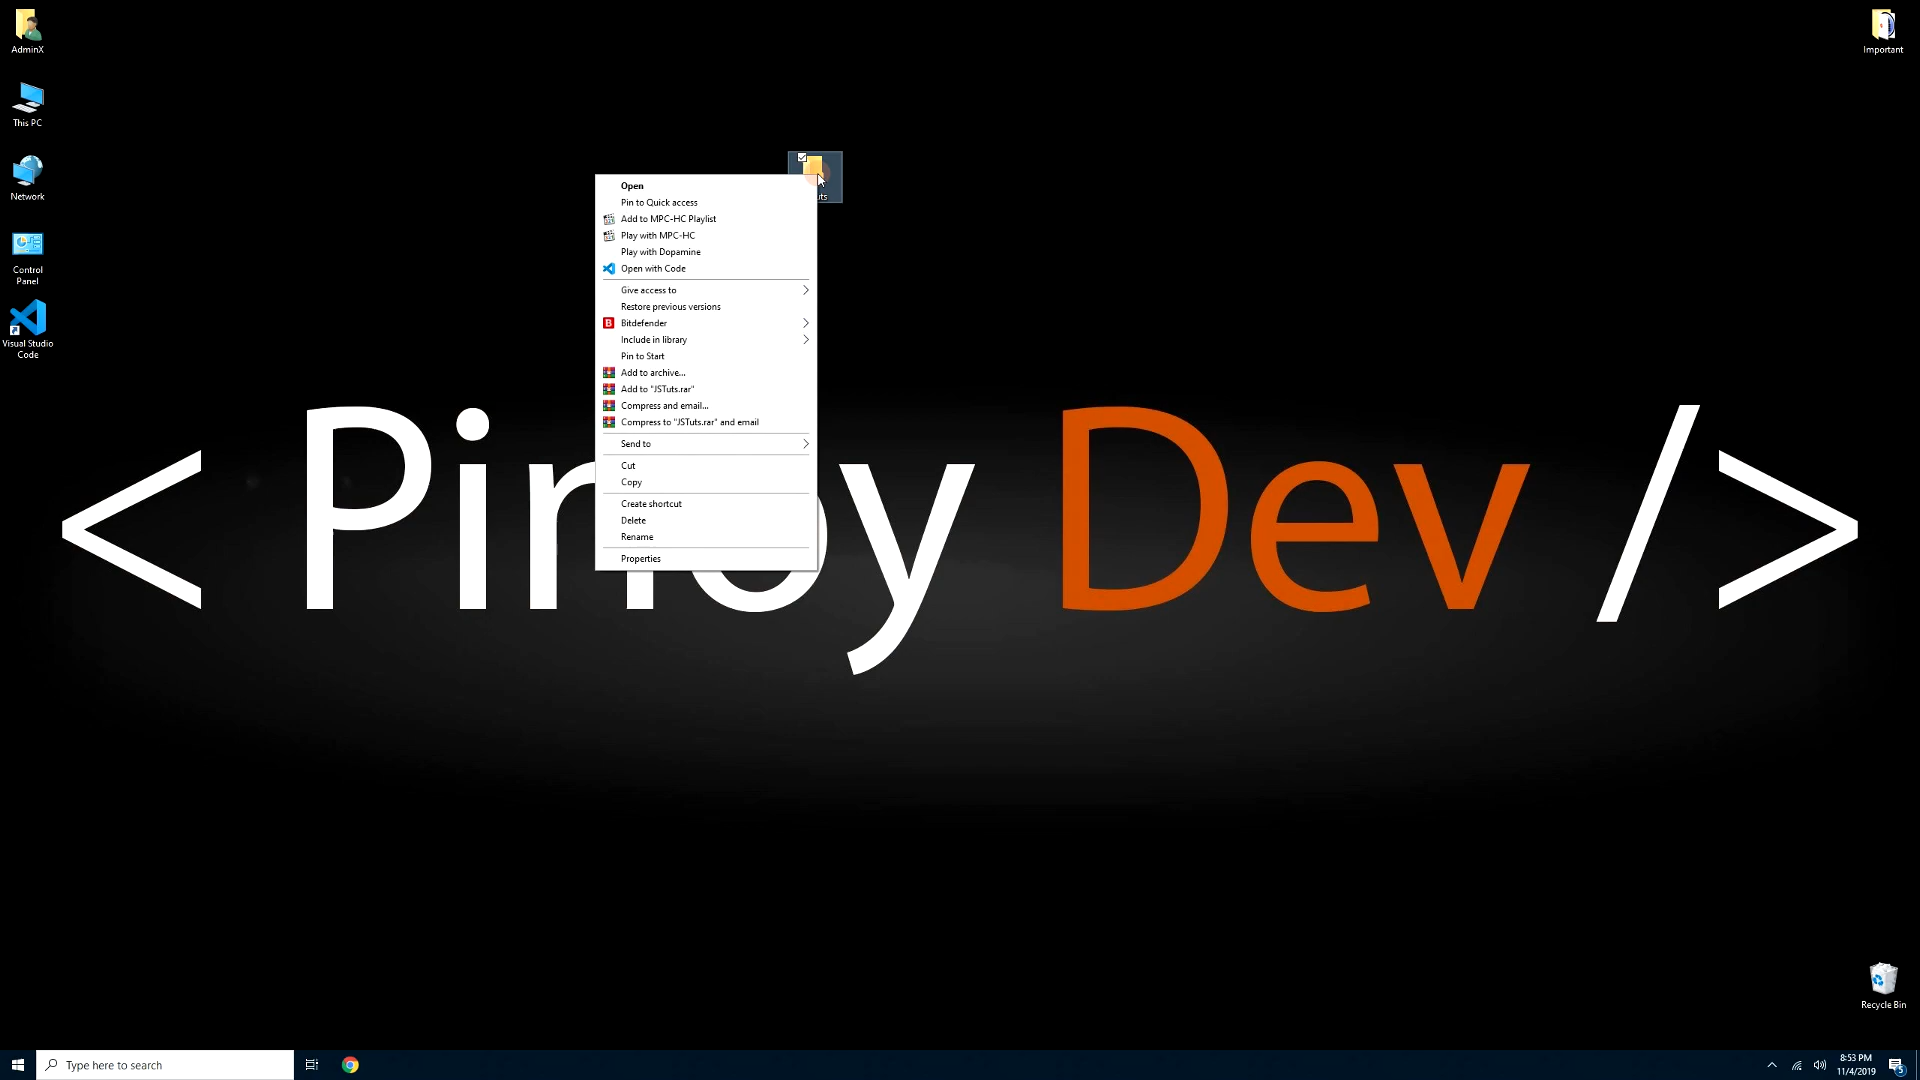 AdminX
Important
This PC
Network
Control
Panel
Visual Studio
Code
Open
Pin to Quick access
Add to MPC-HC Playlist
Play with MPC-HC
Play with Dopamine
Open with Code
Give access to
Restore previous versions
Bitdefender
Include in library
Pin to Start
Add to archive...
Add to "JSTuts.rar"
Compress and email...
Compress to "JSTuts.rar" and email
Send to
Cut
Copy
Create shortcut
Delete
Rename
Properties
< Pinoy Dev />
Recycle Bin
Type here to search
8:53 PM
11/4/2019
5